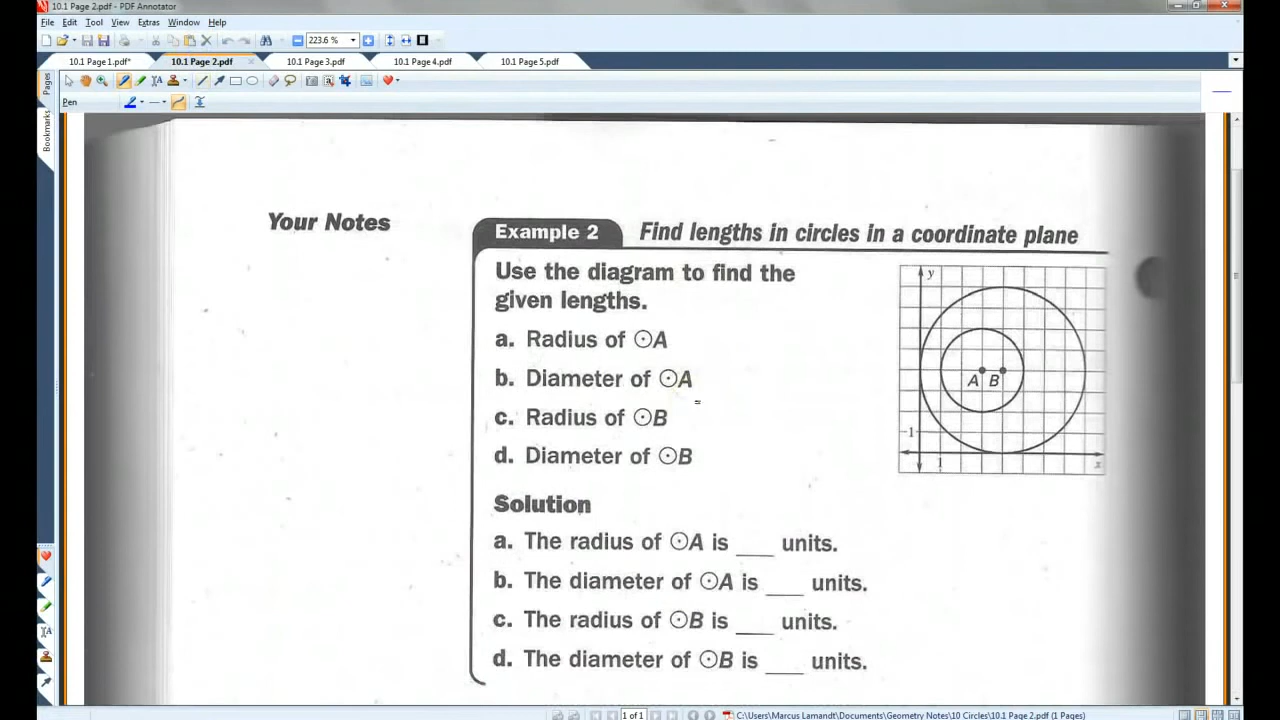 10.1 Page 2.pdf - PDF Annotator
File Edit Tool View Extras Window Help
223.6 %
10.1 Page 1.pdf* 10.1 Page 2.pdf 10.1 Page 3.pdf 10.1 Page 4.pdf 10.1 Page 5.pdf
Pen
Pages
Bookmarks
Your Notes
Example 2 Find lengths in circles in a coordinate plane
Use the diagram to find the
given lengths.
a. Radius of ⊙A
b. Diameter of ⊙A
c. Radius of ⊙B
d. Diameter of ⊙B
y
A B
1
1 x
Solution
a. The radius of ⊙A is ___ units.
b. The diameter of ⊙A is ___ units.
c. The radius of ⊙B is ___ units.
d. The diameter of ⊙B is ___ units.
1 of 1 C:\Users\Marcus Lamandt\Documents\Geometry Notes\10 Circles\10.1 Page 2.pdf (1 Pages)